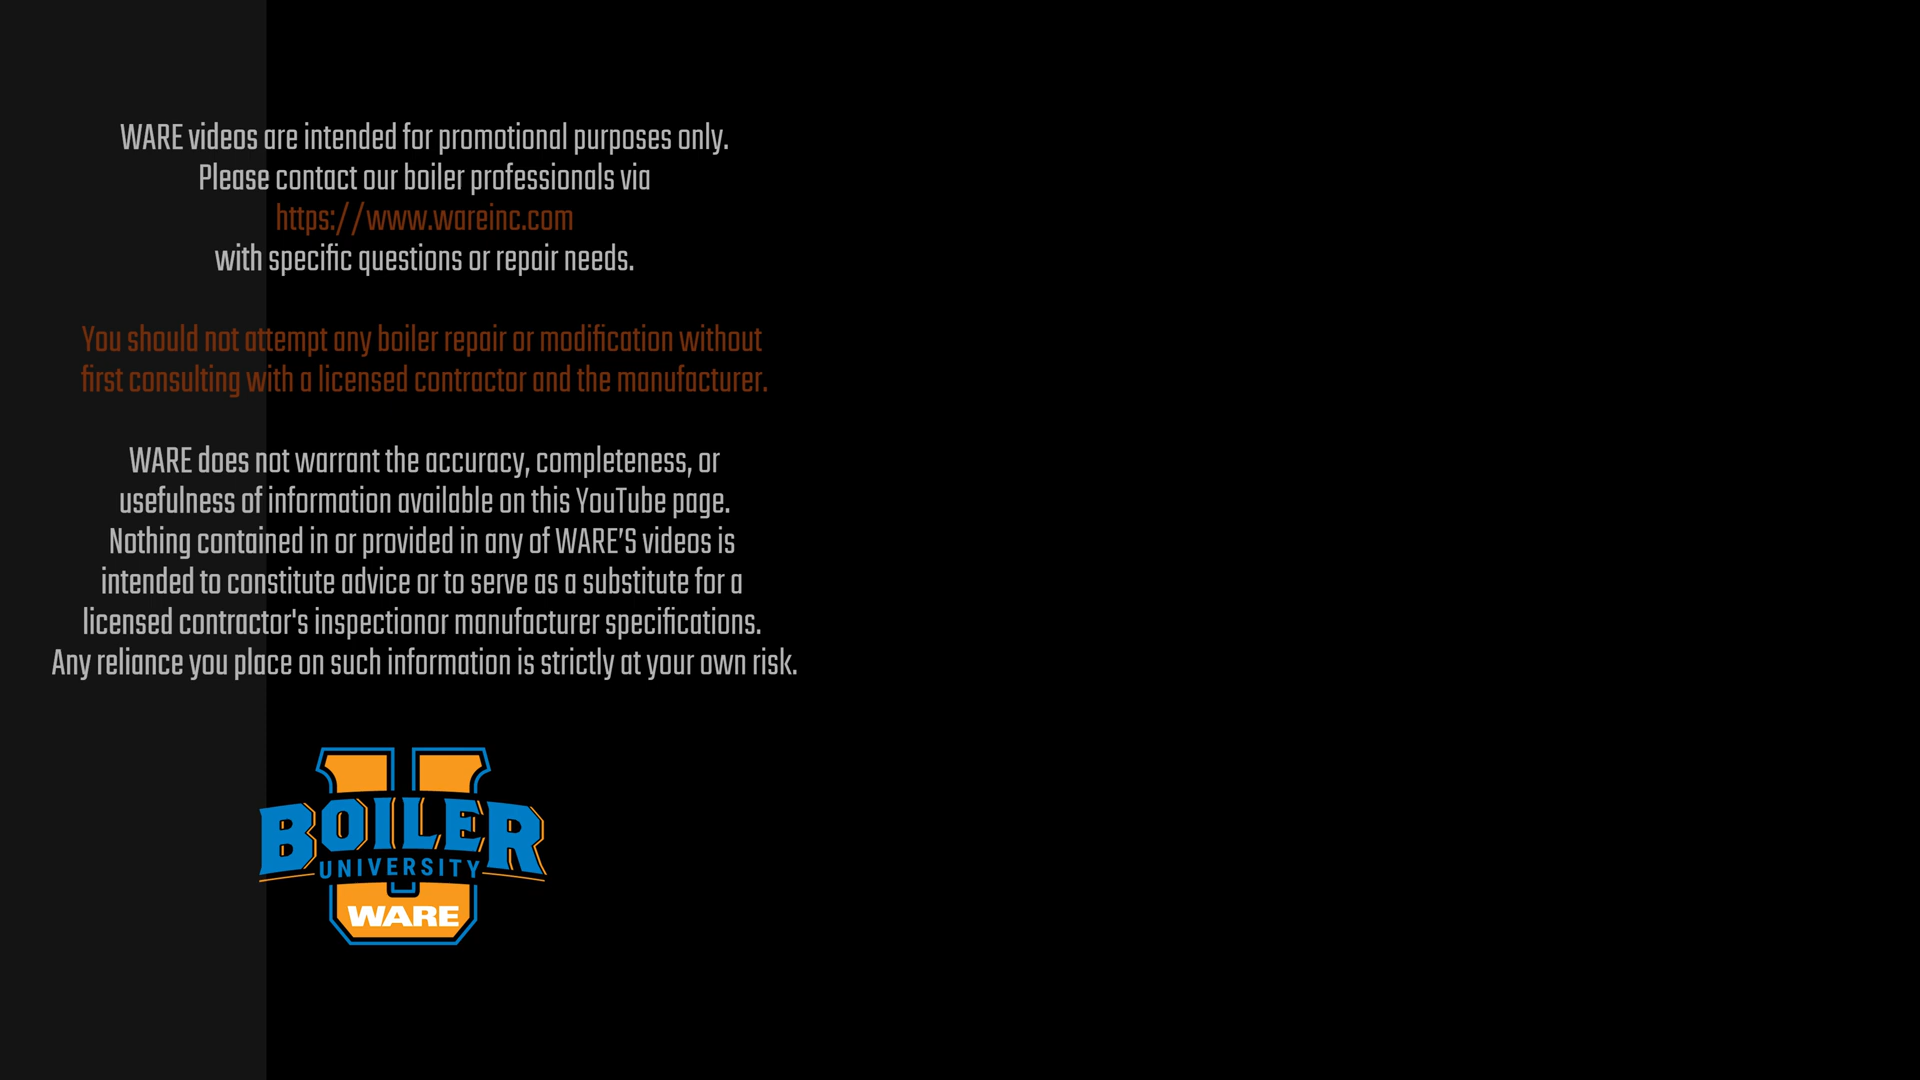 WARE videos are intended for promotional purposes only.
Please contact our boiler professionals via
https://www.wareinc.com
with specific questions or repair needs.
You should not attempt any boiler repair or modification without
first consulting with a licensed contractor and the manufacturer.
WARE does not warrant the accuracy, completeness, or
usefulness of information available on this YouTube page.
Nothing contained in or provided in any of WARE'S videos is
intended to constitute advice or to serve as a substitute for a
licensed contractor's inspectionor manufacturer specifications.
Any reliance you place on such information is strictly at your own risk.
U
BOILER
UNIVERSITY
WARE